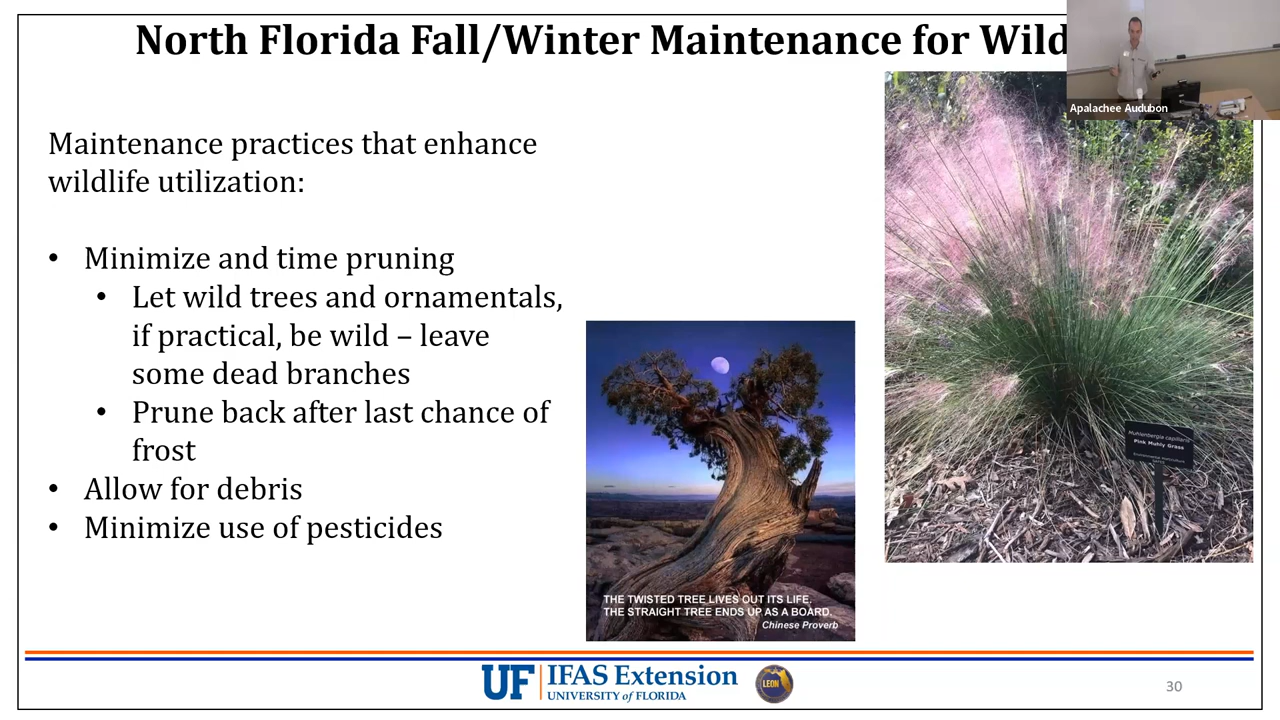 North Florida Fall/Winter Maintenance for Wild
Apalachee Audubon
Maintenance practices that enhance
wildlife utilization:
• Minimize and time pruning
• Let wild trees and ornamentals,
if practical, be wild – leave
some dead branches
• Prune back after last chance of
frost
• Allow for debris
• Minimize use of pesticides
THE TWISTED TREE LIVES OUT ITS LIFE.
THE STRAIGHT TREE ENDS UP AS A BOARD.
Chinese Proverb
Muhlenbergia capillaris
Pink Muhly Grass
Environmental Horticulture
UF IFAS Extension
UNIVERSITY of FLORIDA
LEON
30